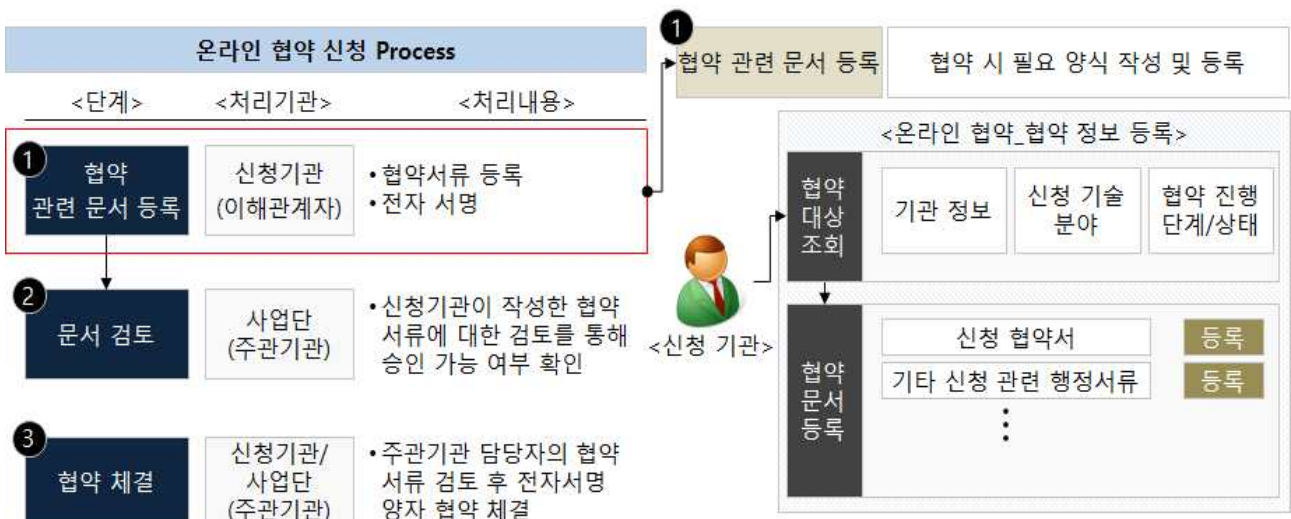 온라인 협약 신청 Process
<단계> <처리기관> <처리내용>
1
협약
관련 문서 등록
신청기관
(이해관계자)
• 협약서류 등록
• 전자 서명
2
문서 검토
사업단
(주관기관)
• 신청기관이 작성한 협약
서류에 대한 검토를 통해
승인 가능 여부 확인
3
협약 체결
신청기관/
사업단
(주관기관)
• 주관기관 담당자의 협약
서류 검토 후 전자서명
양자 협약 체결
1
협약 관련 문서 등록
협약 시 필요 양식 작성 및 등록
<신청 기관>
<온라인 협약_협약 정보 등록>
협약
대상
조회
기관 정보
신청 기술
분야
협약 진행
단계/상태
협약
문서
등록
신청 협약서
등록
기타 신청 관련 행정서류
등록